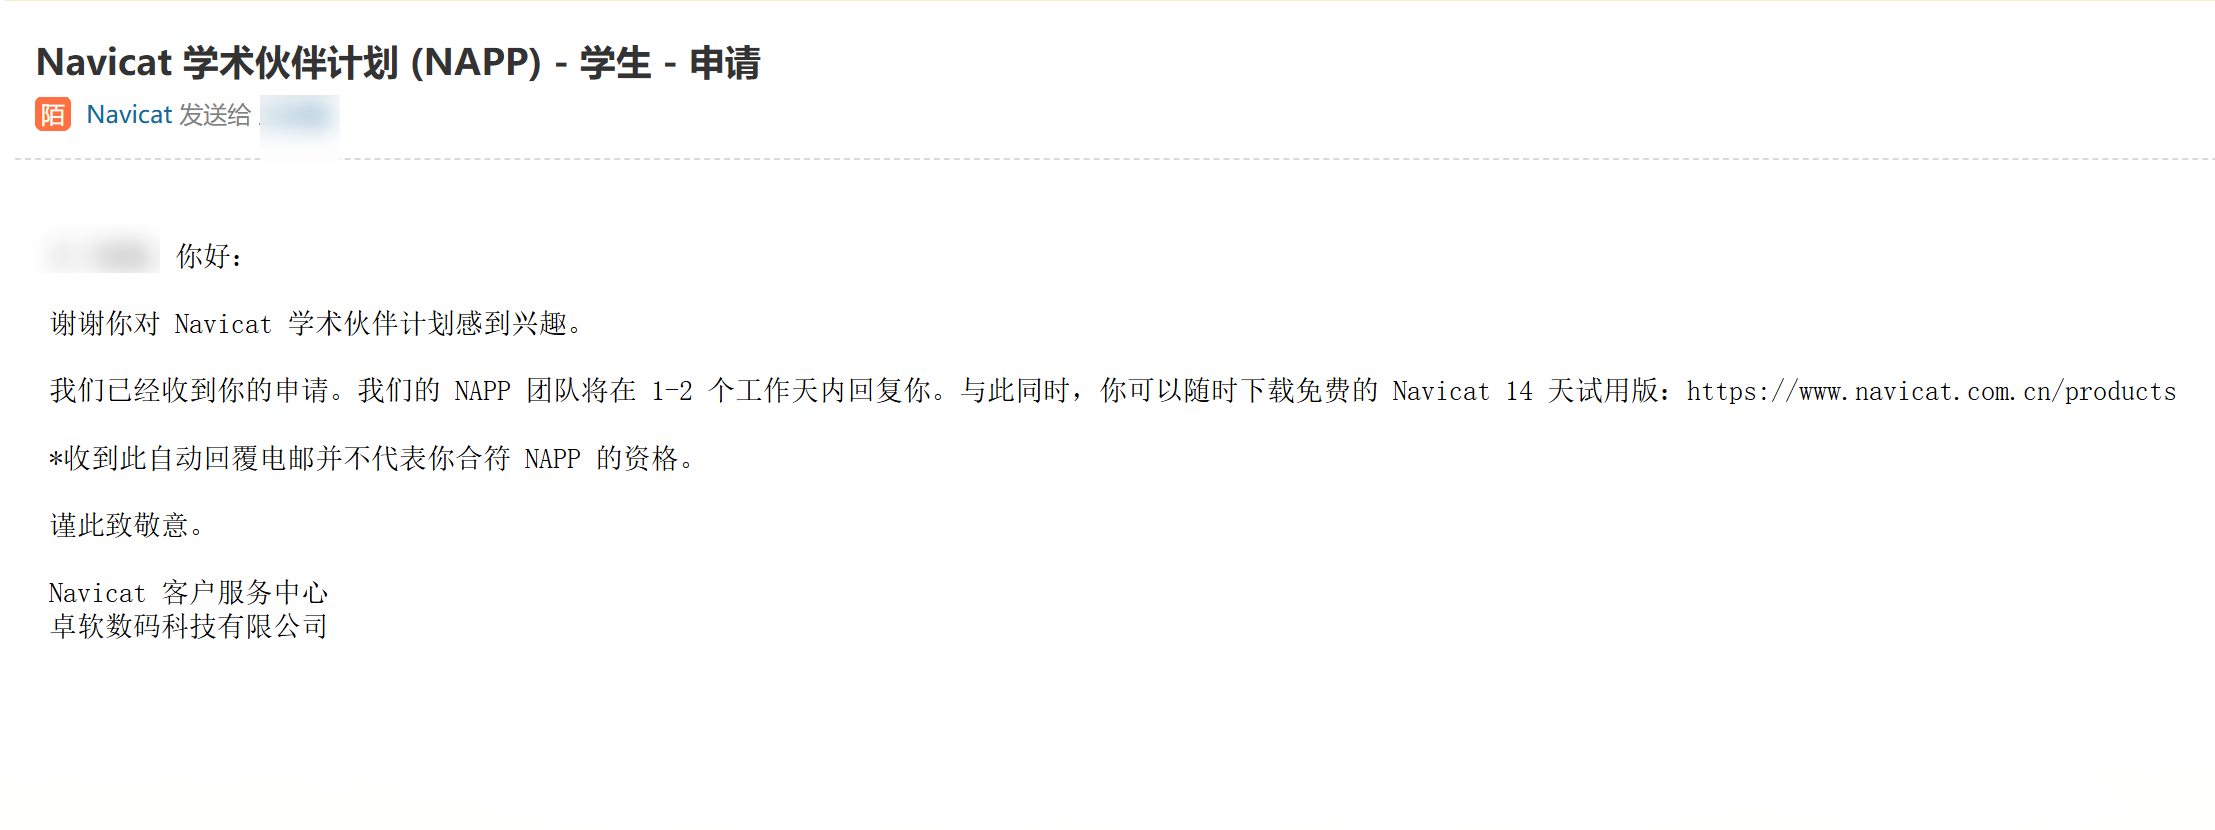 Navicat 学术伙伴计划 (NAPP) - 学生 - 申请
陌 Navicat 发送给
你好：
谢谢你对 Navicat 学术伙伴计划感到兴趣。
我们已经收到你的申请。我们的 NAPP 团队将在 1-2 个工作天内回复你。与此同时，你可以随时下载免费的 Navicat 14 天试用版：https://www.navicat.com.cn/products
*收到此自动回覆电邮并不代表你合符 NAPP 的资格。
谨此致敬意。
Navicat 客户服务中心
卓软数码科技有限公司